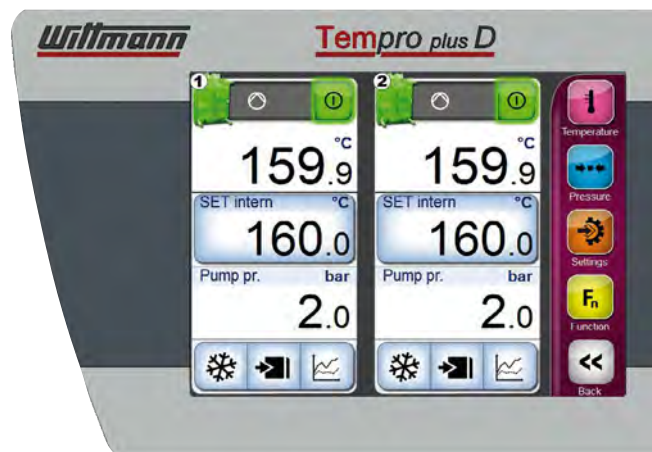 Wittmann
Tempro plus D
1
°C
159.9
SET intern °C
160.0
Pump pr. bar
2.0
2
°C
159.9
SET intern °C
160.0
Pump pr. bar
2.0
Temperature
Pressure
Settings
Fn
Function
<<
Back